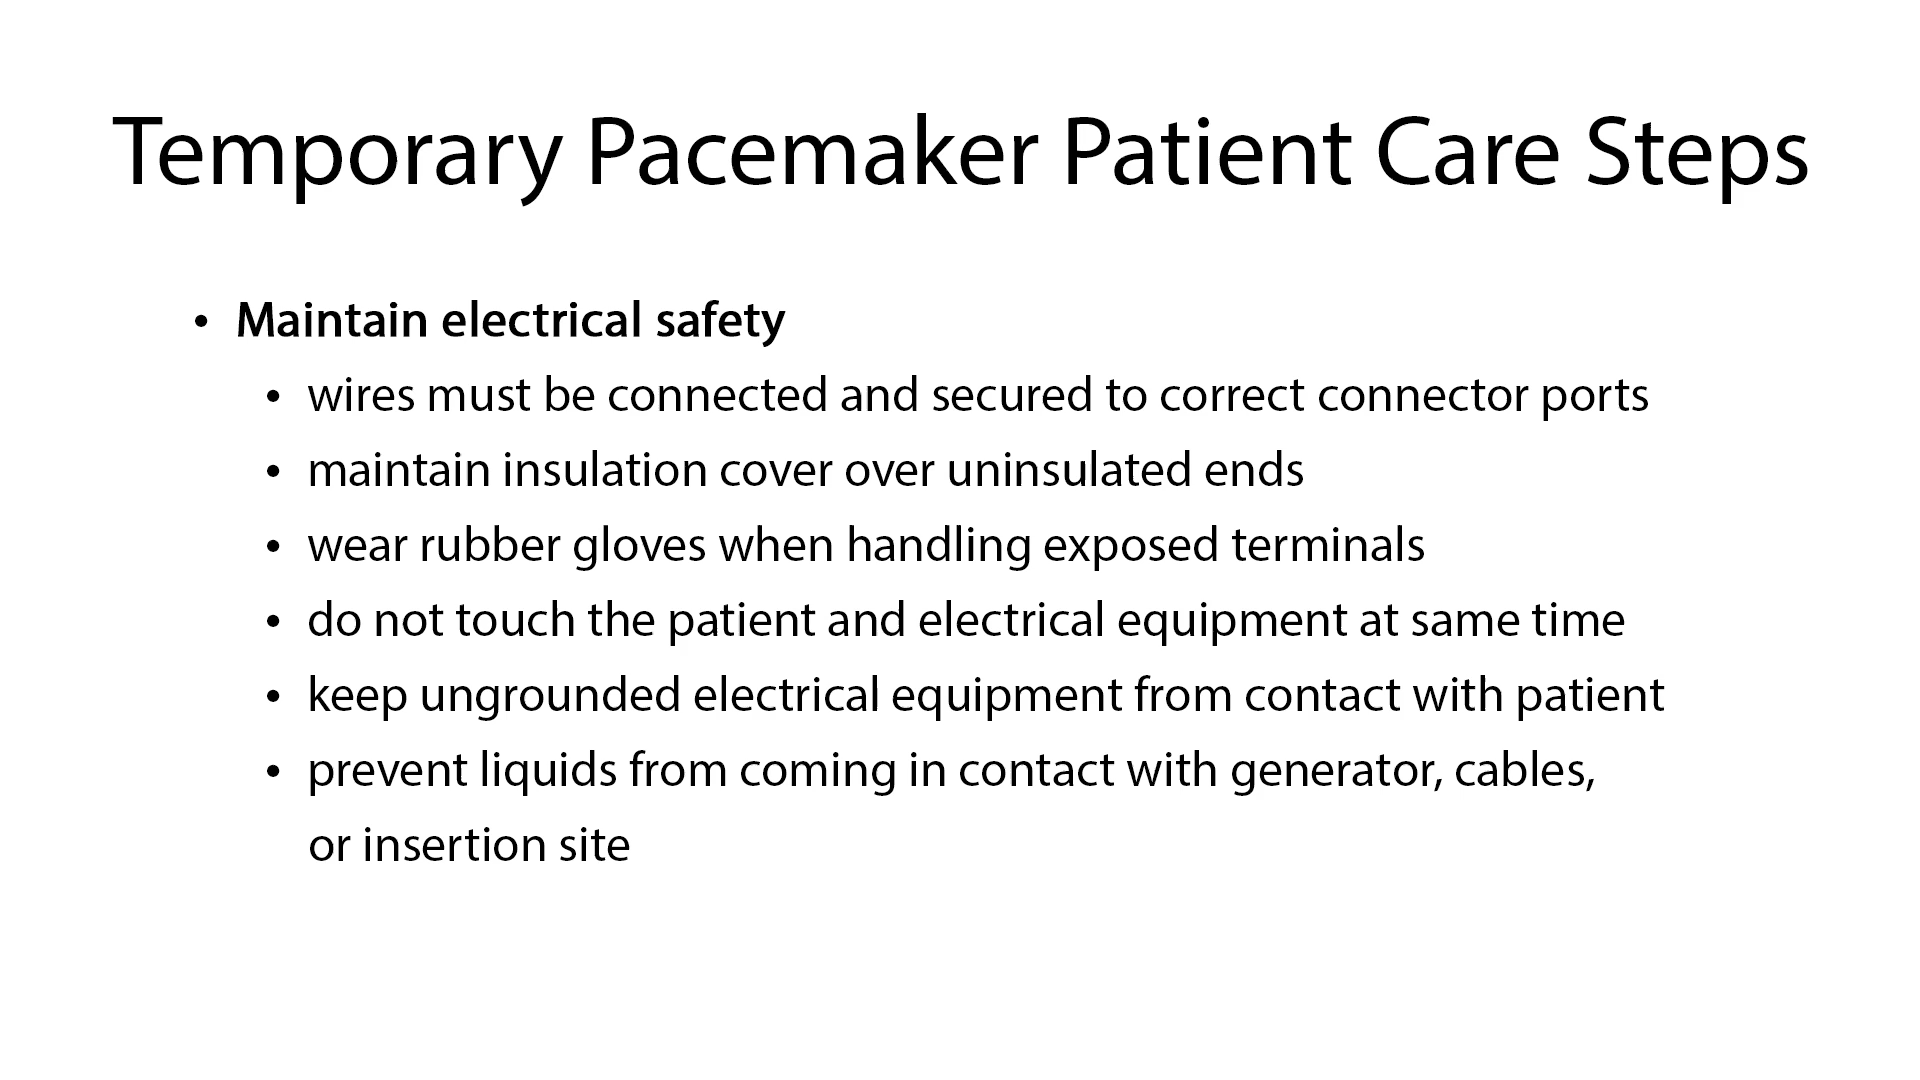 Temporary Pacemaker Patient Care Steps
• Maintain electrical safety
• wires must be connected and secured to correct connector ports
• maintain insulation cover over uninsulated ends
• wear rubber gloves when handling exposed terminals
• do not touch the patient and electrical equipment at same time
• keep ungrounded electrical equipment from contact with patient
• prevent liquids from coming in contact with generator, cables,
or insertion site